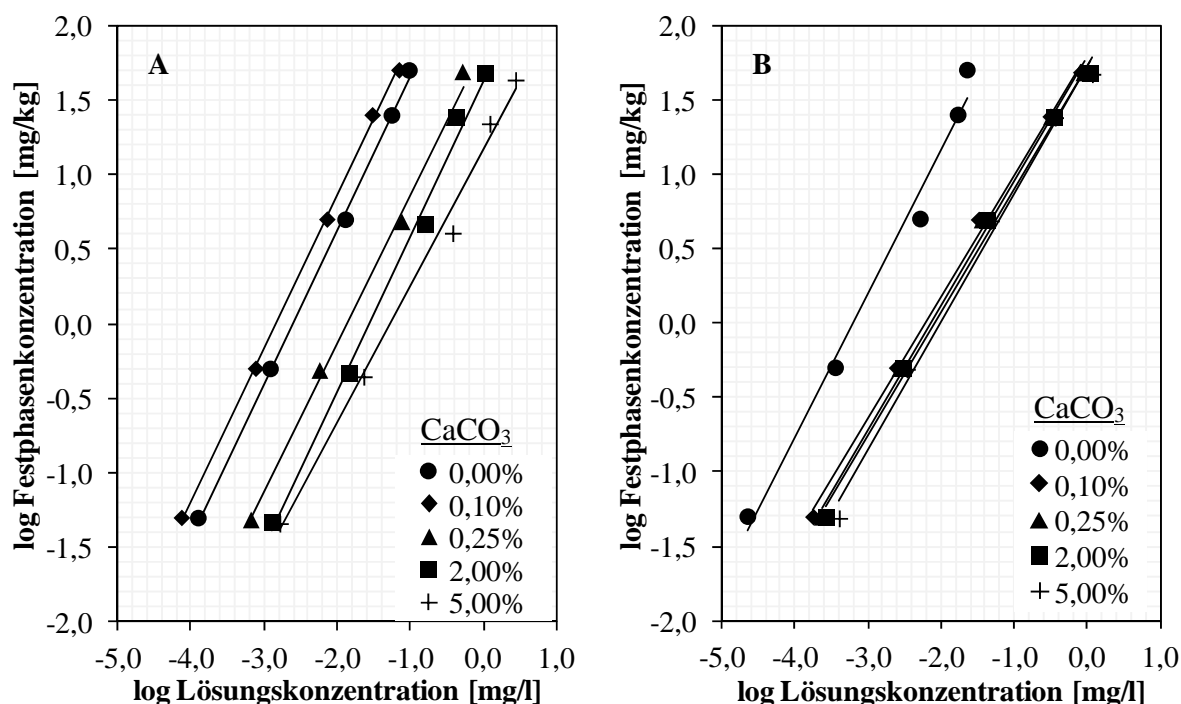 A
log Festphasenkonzentration [mg/kg]
2,0
1,5
1,0
0,5
0,0
-0,5
-1,0
-1,5
-2,0
CaCO3
0,00%
0,10%
0,25%
2,00%
5,00%
-5,0 -4,0 -3,0 -2,0 -1,0 0,0 1,0
log Lösungskonzentration [mg/l]
B
log Festphasenkonzentration [mg/kg]
2,0
1,5
1,0
0,5
0,0
-0,5
-1,0
-1,5
-2,0
CaCO3
0,00%
0,10%
0,25%
2,00%
5,00%
-5,0 -4,0 -3,0 -2,0 -1,0 0,0 1,0
log Lösungskonzentration [mg/l]